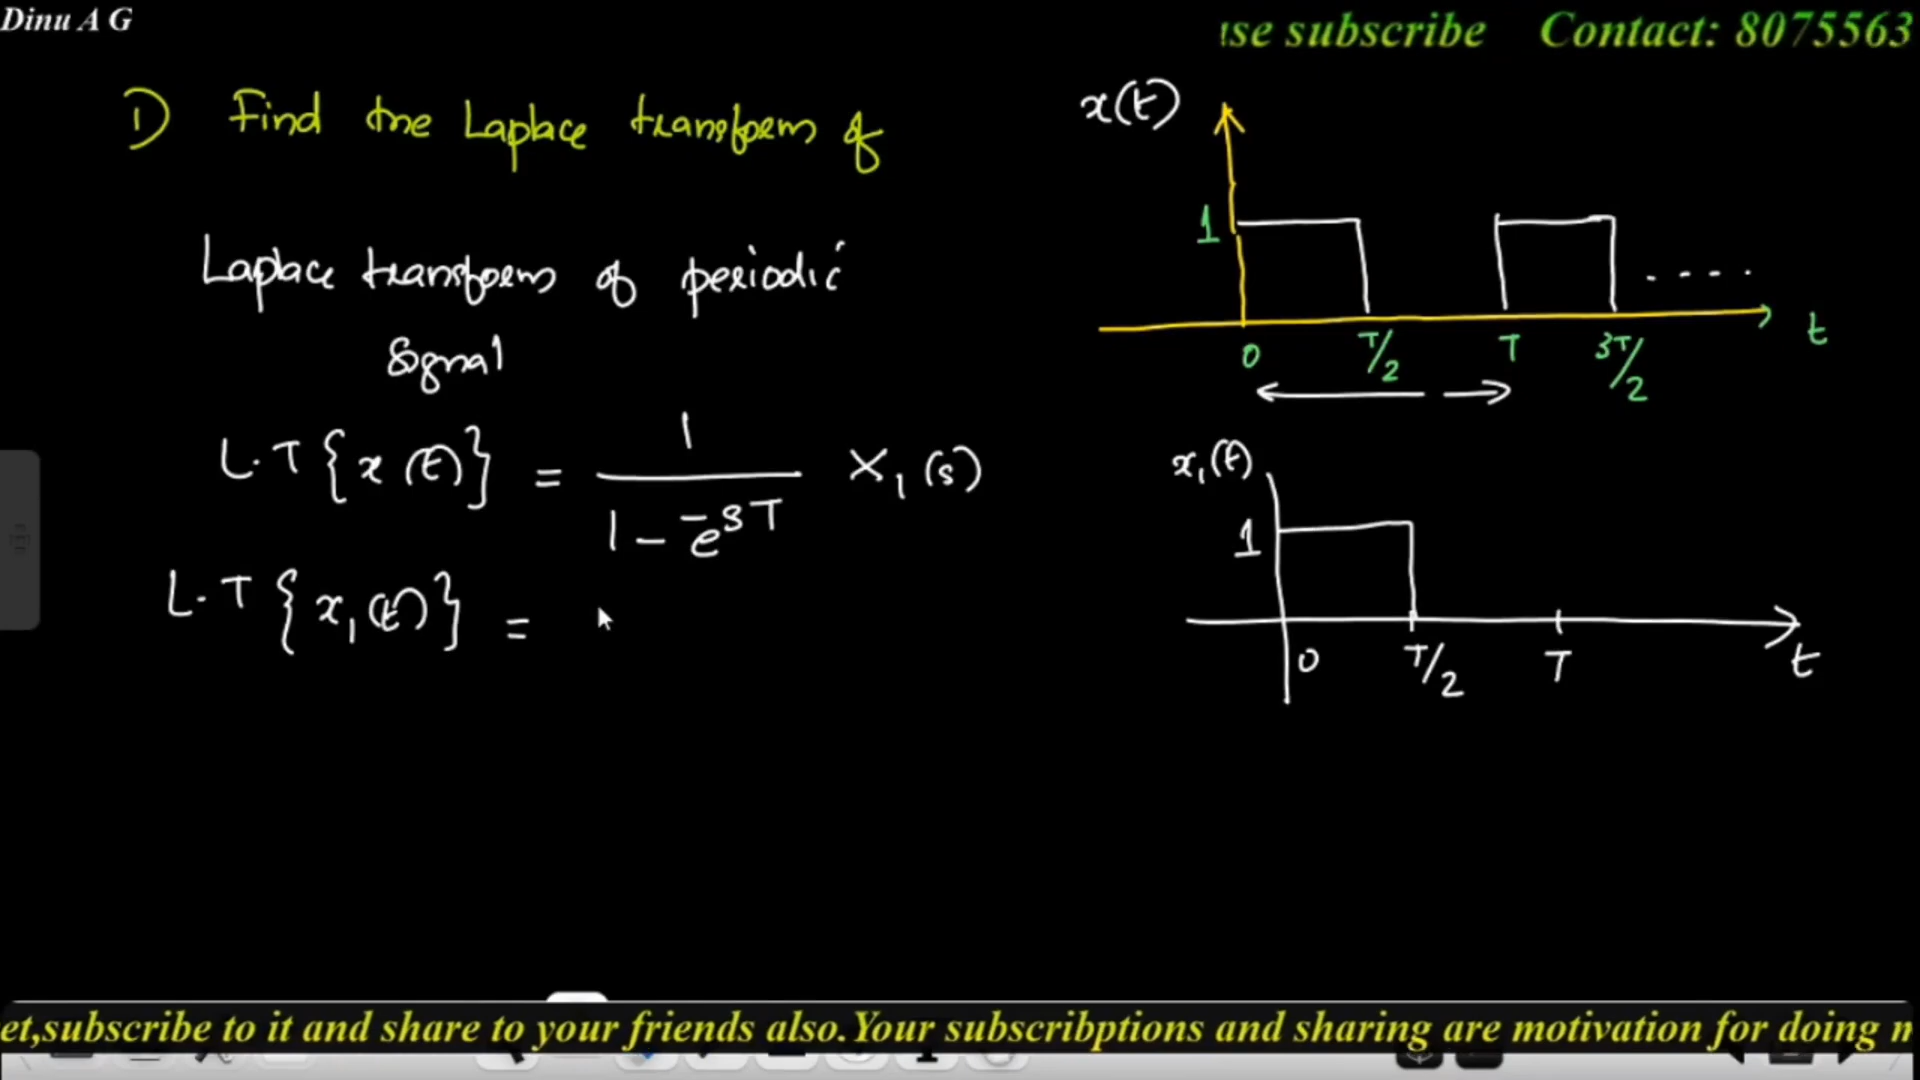 Dinu A G
se subscribe Contact: 8075563
1) Find the Laplace transform of
Laplace transform of periodic
signal
L.T {x(t)} = 1 / (1 - e^-sT) X₁(s)
L.T {x₁(t)} =
x(t)
1
0 T/2 T 3T/2 t
x₁(t)
1
0 T/2 T t
et,subscribe to it and share to your friends also.Your subscribptions and sharing are motivation for doing m